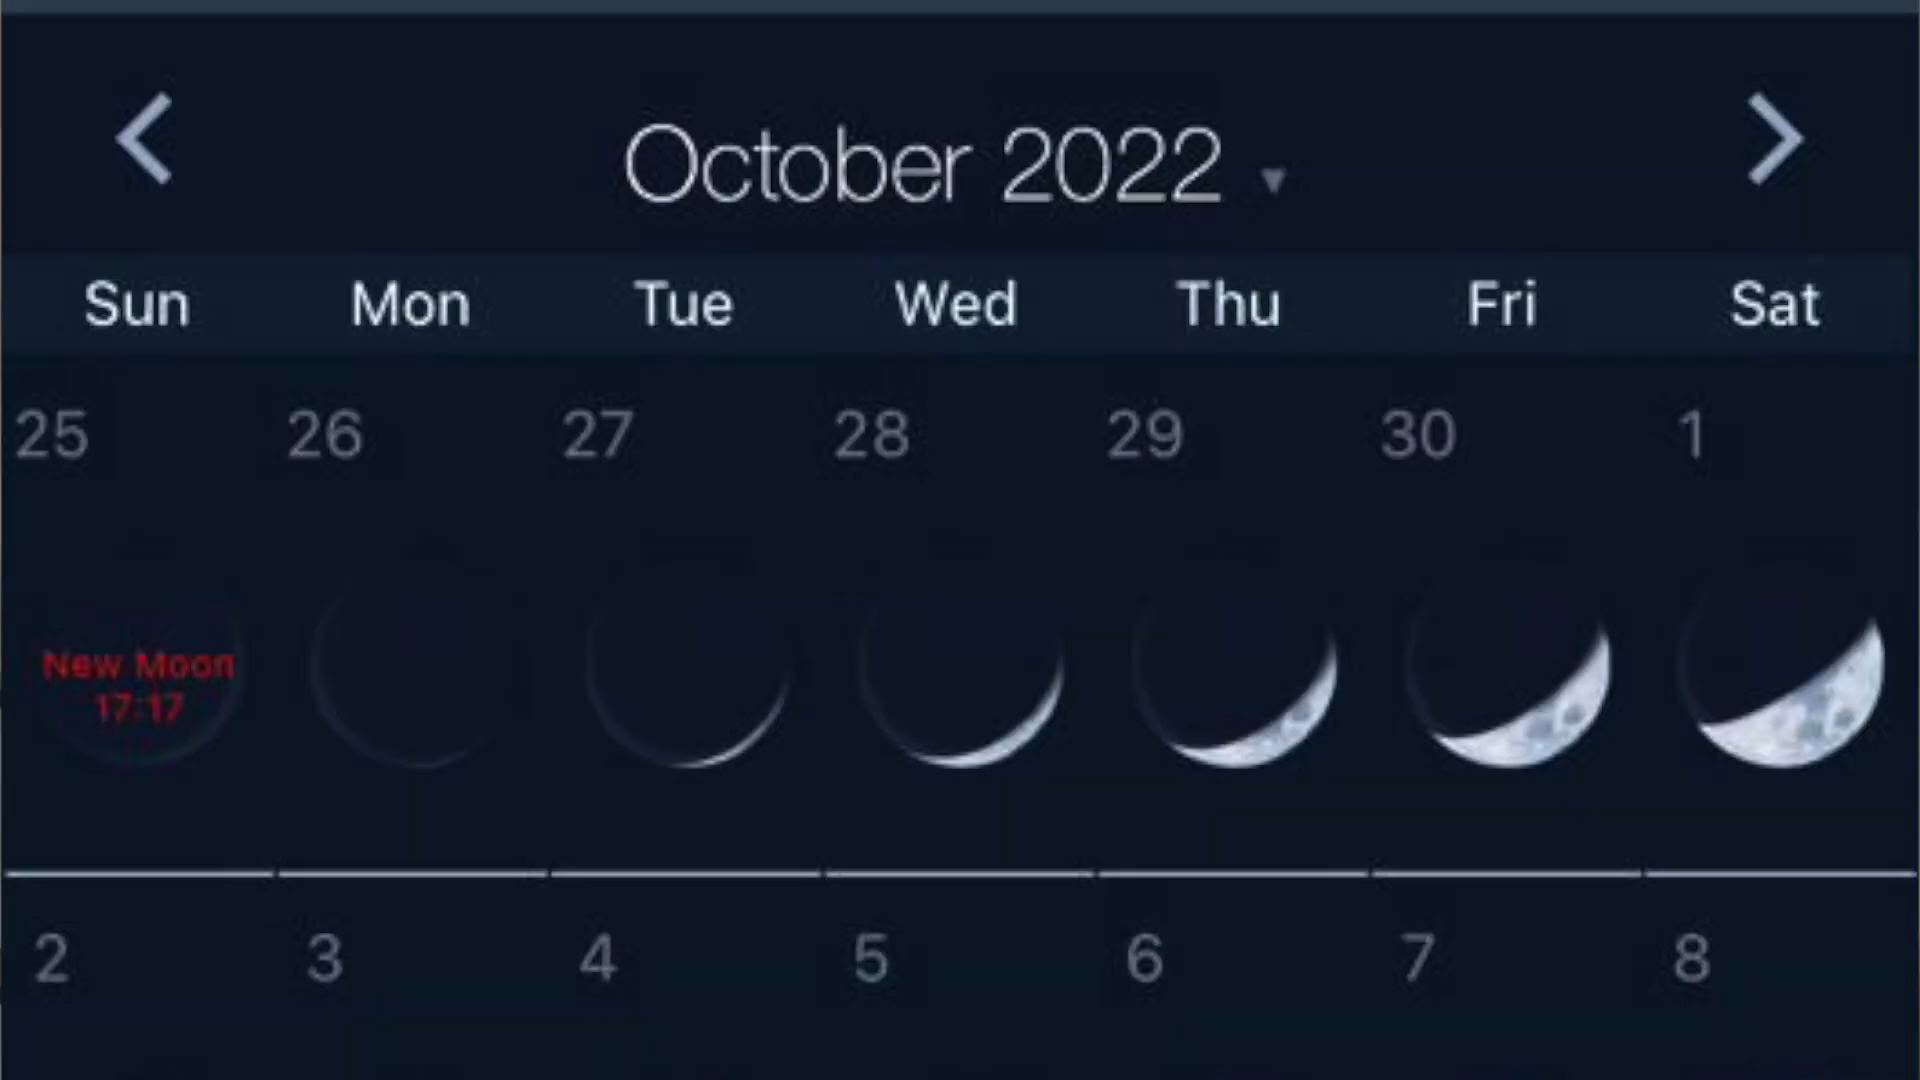 October 2022
Sun Mon Tue Wed Thu Fri Sat
25 26 27 28 29 30 1
New Moon
17:17
2 3 4 5 6 7 8